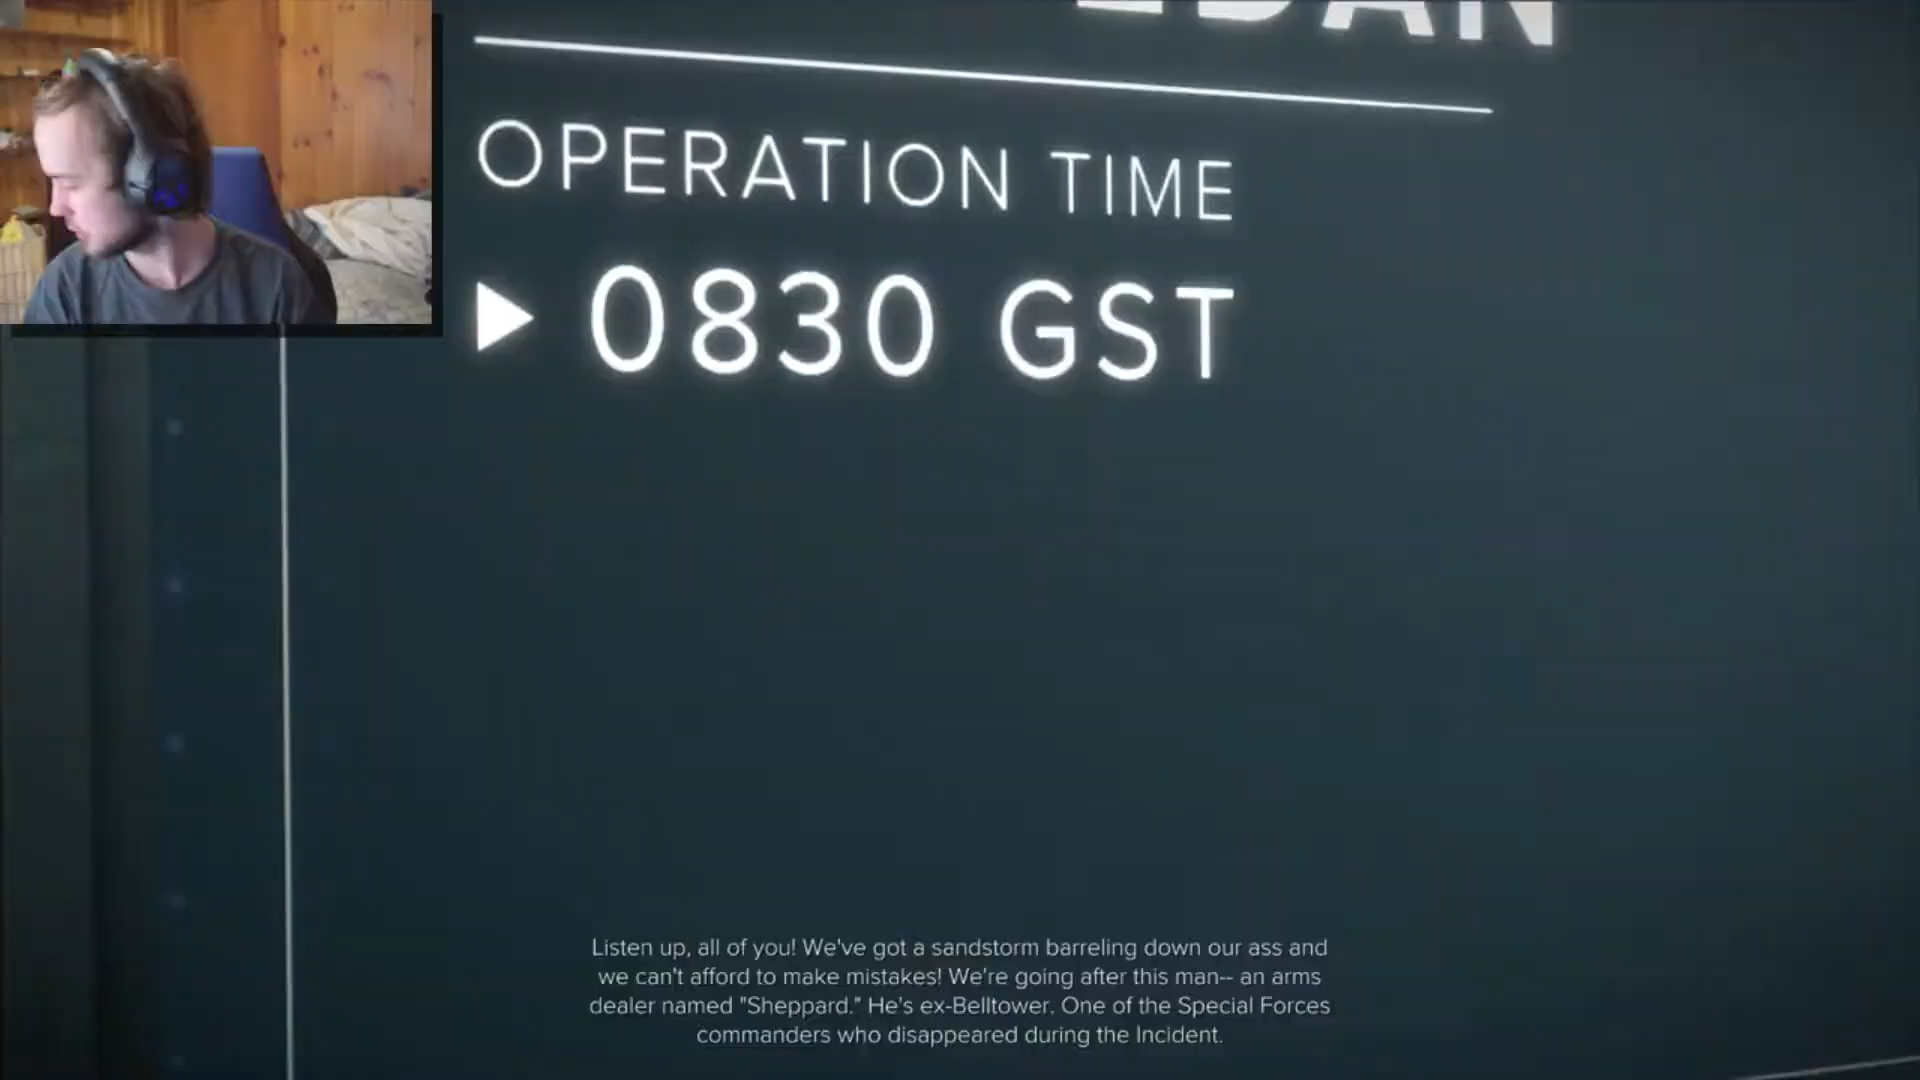 OPERATION TIME
0830 GST
Listen up, all of you! We've got a sandstorm barreling down our ass and
we can't afford to make mistakes! We're going after this man-- an arms
dealer named "Sheppard." He's ex-Belltower. One of the Special Forces
commanders who disappeared during the Incident.